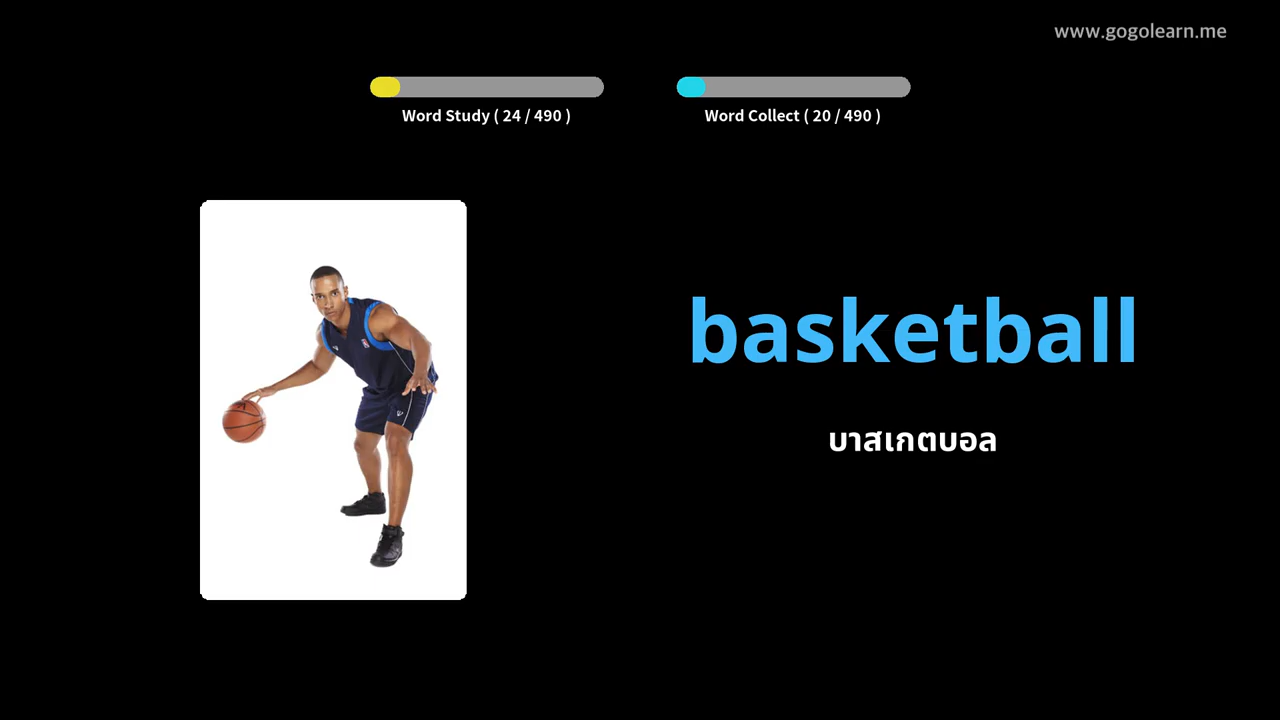 www.gogolearn.me
Word Study ( 24 / 490 )
Word Collect ( 20 / 490 )
basketball
บาสเกตบอล